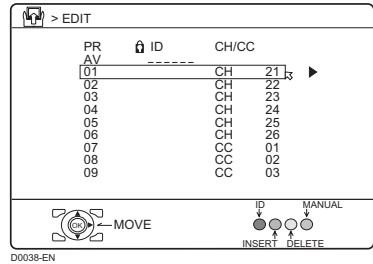 > EDIT
PR ID CH/CC
AV ------
01 CH 21
02 CH 22
03 CH 23
04 CH 24
05 CH 25
06 CH 26
07 CC 01
08 CC 02
09 CC 03
ID MANUAL
OK MOVE
INSERT DELETE
D0038-EN